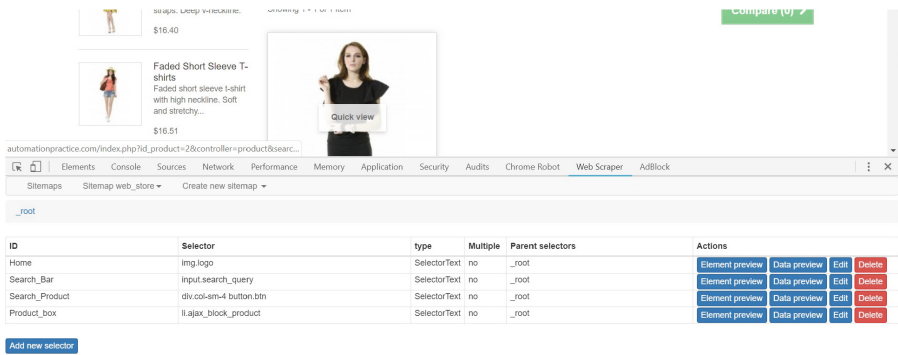 straps. Deep v-neckline.
$16.40
Showing 1 - 1 of 1 item
Compare (0)
Faded Short Sleeve T-
shirts
Faded short sleeve t-shirt
with high neckline. Soft
and stretchy...
$16.51
Quick view
automationpractice.com/index.php?id_product=2&controller=product&searc...
Elements Console Sources Network Performance Memory Application Security Audits Chrome Robot Web Scraper AdBlock
Sitemaps Sitemap web_store Create new sitemap
_root
ID Selector type Multiple Parent selectors Actions
Home img.logo SelectorText no _root Element preview Data preview Edit Delete
Search_Bar input.search_query SelectorText no _root Element preview Data preview Edit Delete
Search_Product div.col-sm-4 button.btn SelectorText no _root Element preview Data preview Edit Delete
Product_box li.ajax_block_product SelectorText no _root Element preview Data preview Edit Delete
Add new selector